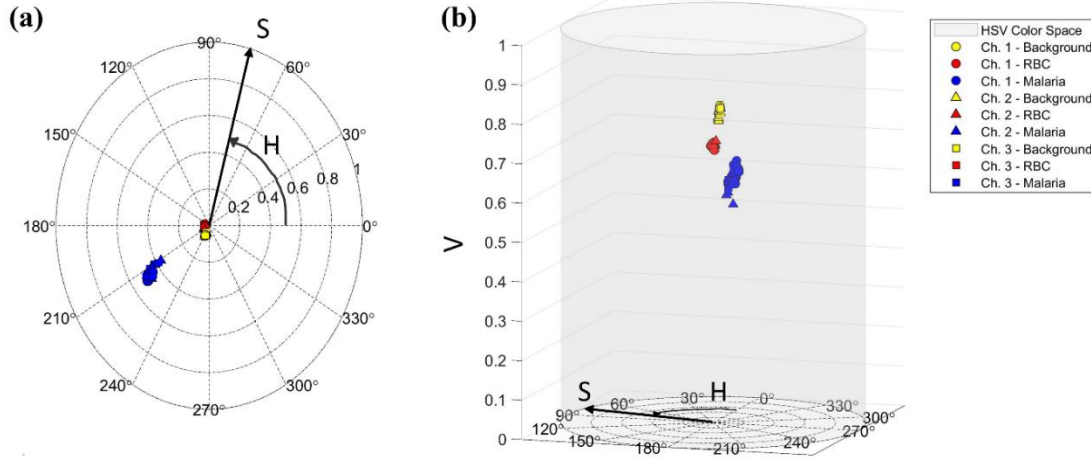 (a)
S
90°
120°
60°
150°
H
30°
0.2
0.4
0.6
0.8
1
180°
0°
210°
330°
240°
300°
270°
(b)
1
0.9
0.8
0.7
0.6
0.5
0.4
0.3
0.2
0.1
0
V
S
H
90°
60°
30°
0°
330°
300°
120°
150°
180°
210°
240°
270°
HSV Color Space
Ch. 1 - Background
Ch. 1 - RBC
Ch. 1 - Malaria
Ch. 2 - Background
Ch. 2 - RBC
Ch. 2 - Malaria
Ch. 3 - Background
Ch. 3 - RBC
Ch. 3 - Malaria